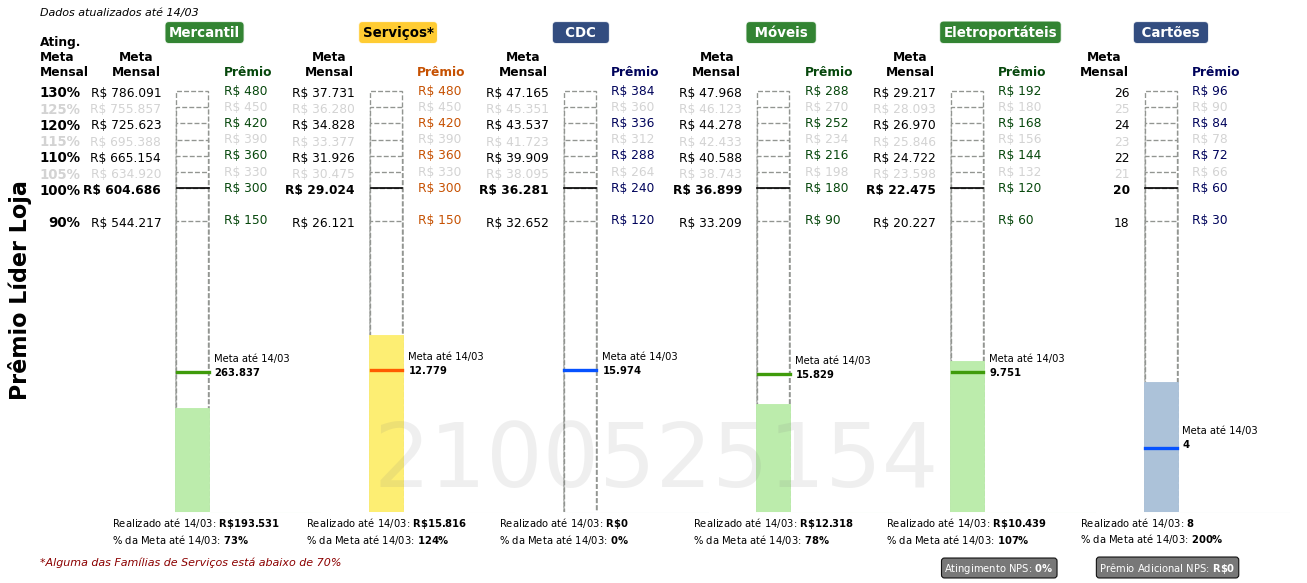 Dados atualizados até 14/03
Mercantil Serviços* CDC Móveis Eletroportáteis Cartões
Ating. Meta Mensal Meta Mensal Prêmio Meta Mensal Prêmio Meta Mensal Prêmio Meta Mensal Prêmio Meta Mensal Prêmio Meta Mensal Prêmio
130% R$ 786.091 R$ 480 R$ 37.731 R$ 480 R$ 47.165 R$ 384 R$ 47.968 R$ 288 R$ 29.217 R$ 192 26 R$ 96
125% R$ 755.857 R$ 450 R$ 36.280 R$ 450 R$ 45.351 R$ 360 R$ 46.123 R$ 270 R$ 28.093 R$ 180 25 R$ 90
120% R$ 725.623 R$ 420 R$ 34.828 R$ 420 R$ 43.537 R$ 336 R$ 44.278 R$ 252 R$ 26.970 R$ 168 24 R$ 84
115% R$ 695.388 R$ 390 R$ 33.377 R$ 390 R$ 41.723 R$ 312 R$ 42.433 R$ 234 R$ 25.846 R$ 156 23 R$ 78
110% R$ 665.154 R$ 360 R$ 31.926 R$ 360 R$ 39.909 R$ 288 R$ 40.588 R$ 216 R$ 24.722 R$ 144 22 R$ 72
105% R$ 634.920 R$ 330 R$ 30.475 R$ 330 R$ 38.095 R$ 264 R$ 38.743 R$ 198 R$ 23.598 R$ 132 21 R$ 66
100% R$ 604.686 R$ 300 R$ 29.024 R$ 300 R$ 36.281 R$ 240 R$ 36.899 R$ 180 R$ 22.475 R$ 120 20 R$ 60
90% R$ 544.217 R$ 150 R$ 26.121 R$ 150 R$ 32.652 R$ 120 R$ 33.209 R$ 90 R$ 20.227 R$ 60 18 R$ 30
Prêmio Líder Loja
Meta até 14/03 Meta até 14/03 Meta até 14/03 Meta até 14/03 Meta até 14/03
263.837 12.779 15.974 15.829 9.751
Meta até 14/03
4
2100525154
Realizado até 14/03: R$193.531 Realizado até 14/03: R$15.816 Realizado até 14/03: R$0 Realizado até 14/03: R$12.318 Realizado até 14/03: R$10.439 Realizado até 14/03: 8
% da Meta até 14/03: 73% % da Meta até 14/03: 124% % da Meta até 14/03: 0% % da Meta até 14/03: 78% % da Meta até 14/03: 107% % da Meta até 14/03: 200%
*Alguma das Famílias de Serviços está abaixo de 70% Atingimento NPS: 0% Prêmio Adicional NPS: R$0